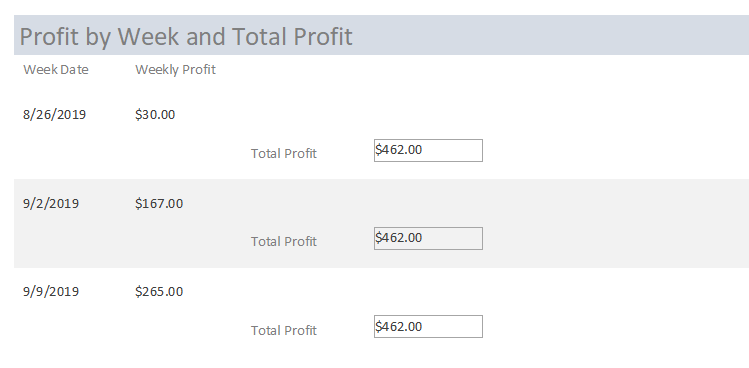 Profit by Week and Total Profit
Week Date Weekly Profit
8/26/2019 $30.00
Total Profit $462.00
9/2/2019 $167.00
Total Profit $462.00
9/9/2019 $265.00
Total Profit $462.00